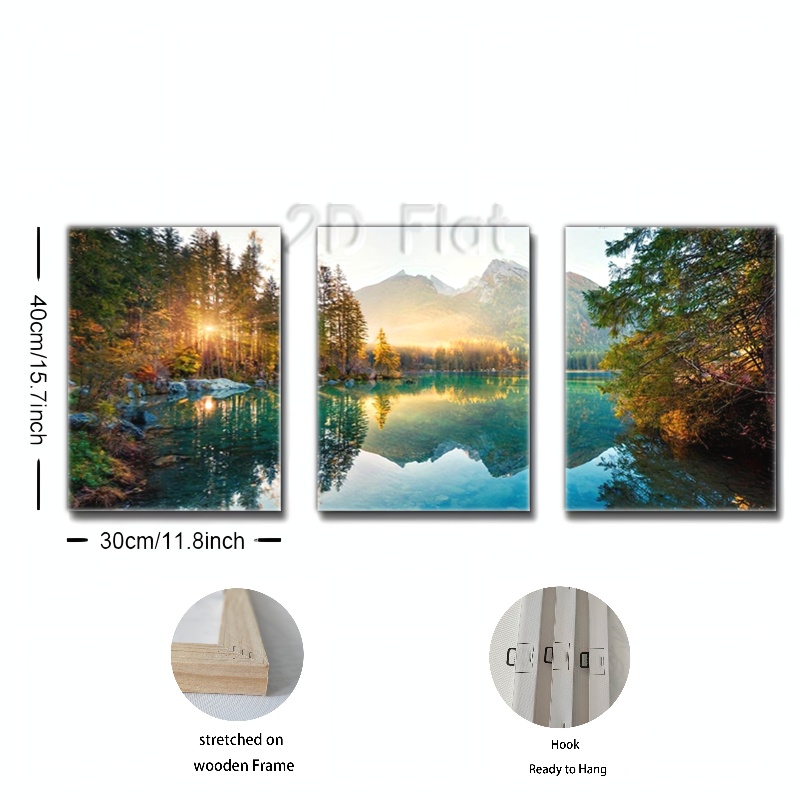 2D Flat
40cm/15.7inch
30cm/11.8inch
stretched on
wooden Frame
Hook
Ready to Hang